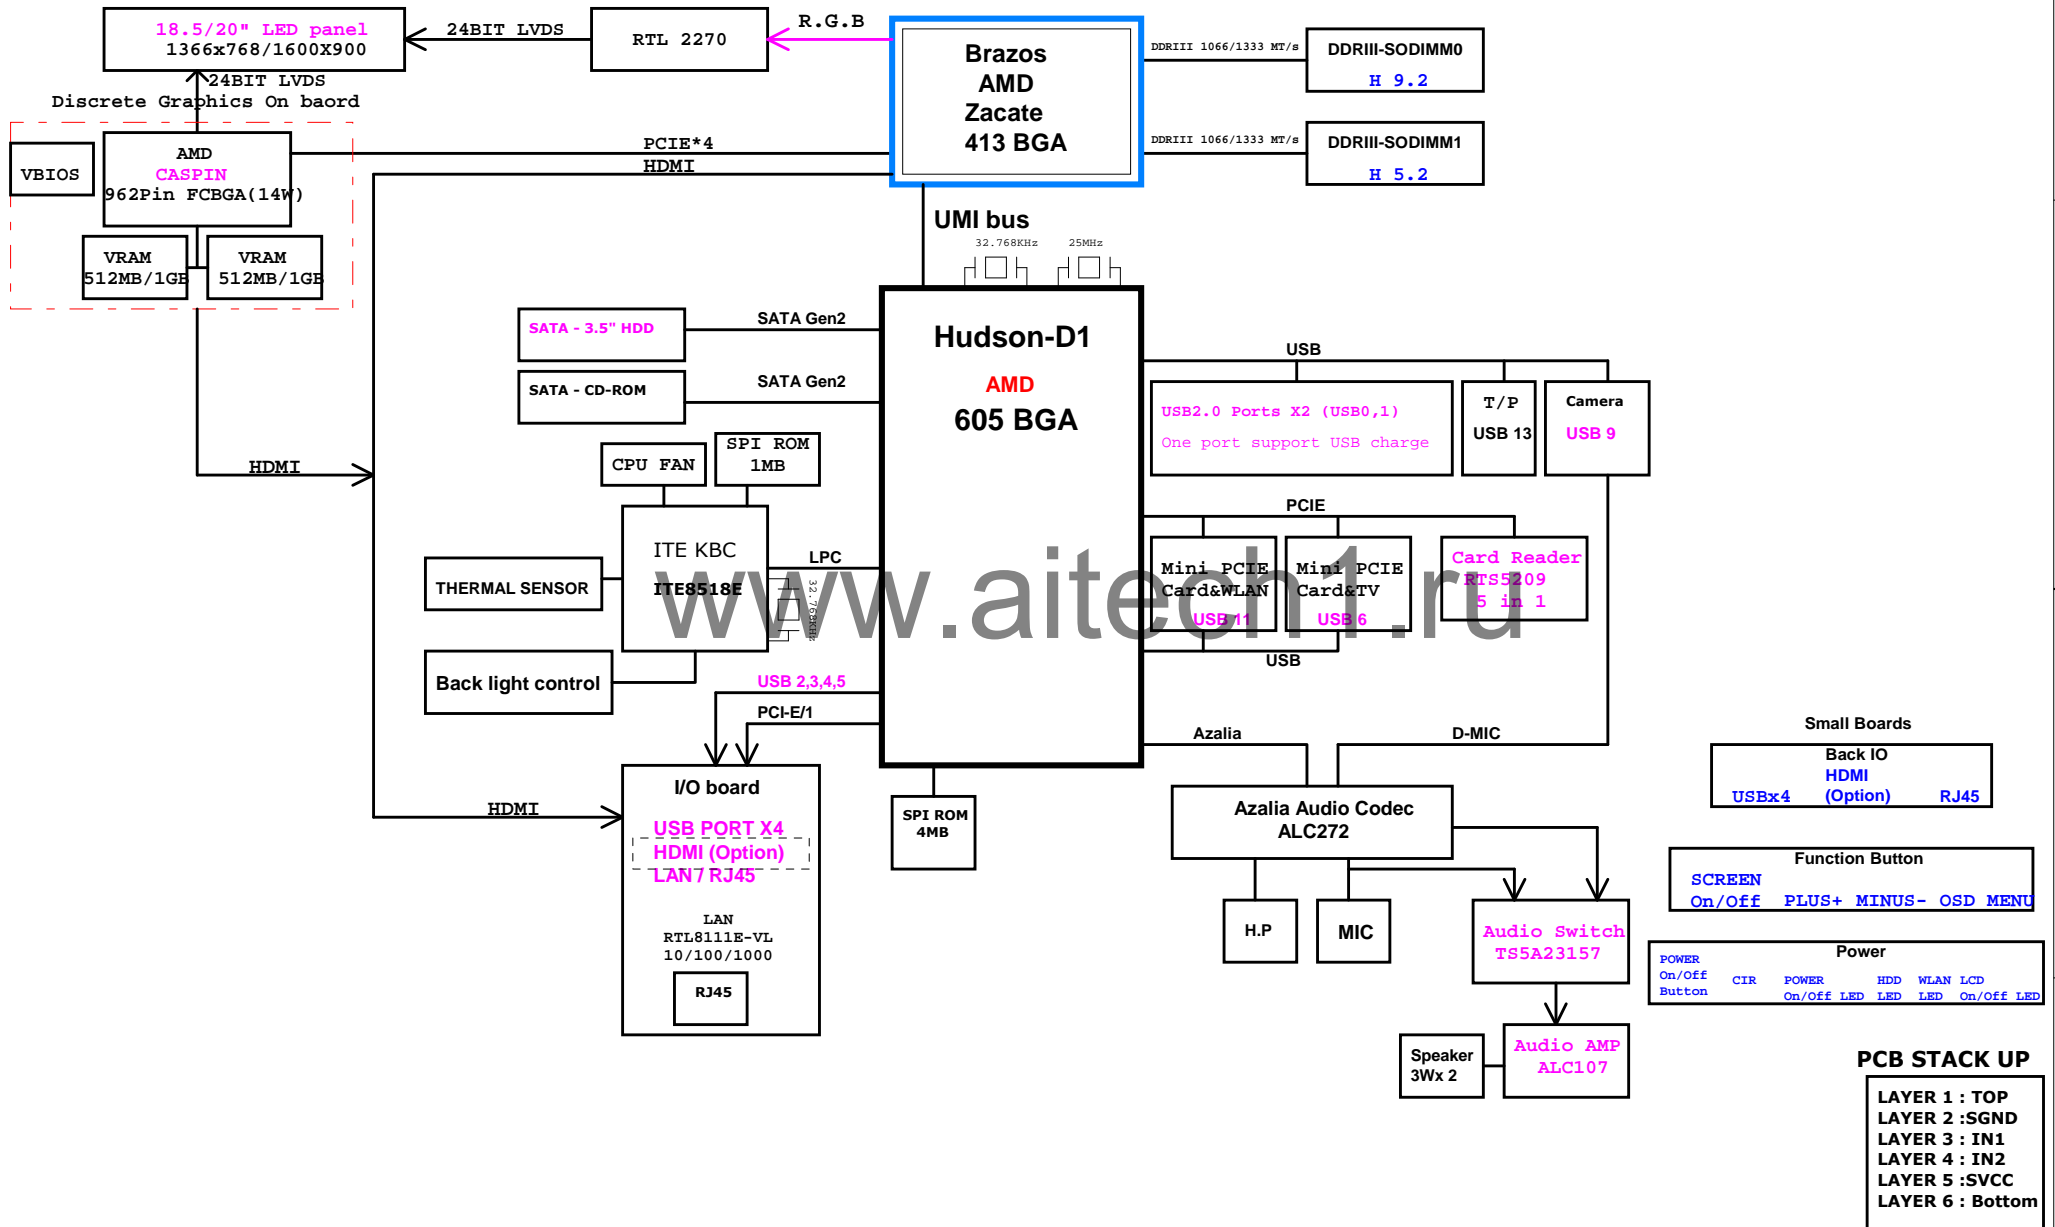 18.5/20" LED panel
1366x768/1600X900
24BIT LVDS
RTL 2270
R.G.B
Brazos
AMD
Zacate
413 BGA
DDRIII 1066/1333 MT/s
DDRIII-SODIMM0
H 9.2
24BIT LVDS
Discrete Graphics On baord
VBIOS
AMD
CASPIN
962Pin FCBGA(14W)
PCIE*4
HDMI
DDRIII 1066/1333 MT/s
DDRIII-SODIMM1
H 5.2
VRAM
512MB/1GB
VRAM
512MB/1GB
UMI bus
32.768KHz
25MHz
Hudson-D1
AMD
605 BGA
SATA - 3.5" HDD
SATA Gen2
SATA - CD-ROM
SATA Gen2
USB
USB2.0 Ports X2 (USB0,1)
One port support USB charge
T/P
USB 13
Camera
USB 9
HDMI
CPU FAN
SPI ROM
1MB
ITE KBC
ITE8518E
LPC
32.768KHz
THERMAL SENSOR
Back light control
PCIE
Mini PCIE
Card&WLAN
USB 11
Mini PCIE
Card&TV
USB 6
Card Reader
RTS5209
5 in 1
USB
www.aitech1.ru
USB 2,3,4,5
PCI-E/1
Azalia
D-MIC
HDMI
I/O board
USB PORT X4
HDMI (Option)
LAN / RJ45
LAN
RTL8111E-VL
10/100/1000
RJ45
SPI ROM
4MB
Azalia Audio Codec
ALC272
H.P
MIC
Audio Switch
TS5A23157
Audio AMP
ALC107
Speaker
3Wx 2
Small Boards
Back IO
HDMI
USBx4 (Option) RJ45
Function Button
SCREEN
On/Off PLUS+ MINUS- OSD MENU
Power
POWER
On/Off
Button
CIR
POWER
On/Off LED
HDD
LED
WLAN
LED
LCD
On/Off LED
PCB STACK UP
LAYER 1 : TOP
LAYER 2 :SGND
LAYER 3 : IN1
LAYER 4 : IN2
LAYER 5 :SVCC
LAYER 6 : Bottom